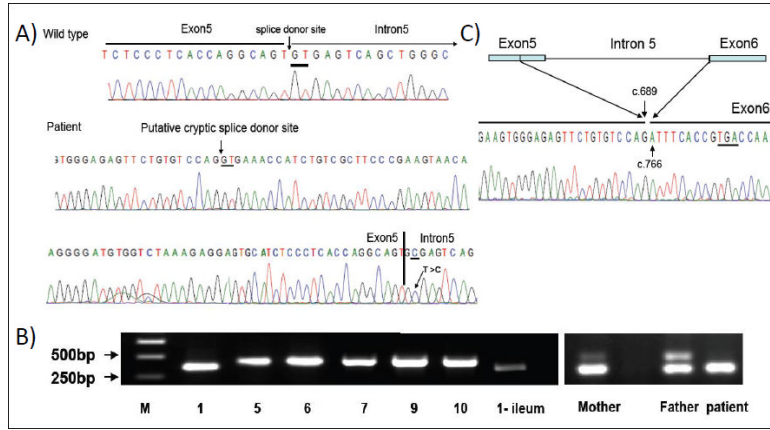 A)
Wild type
Exon5
splice donor site
Intron5
TCTCCCTCACCAGGCAGTGTGAGTCAGCTGGGC
Patient
Putative cryptic splice donor site
GTGGGAGAGTTCTGTGTCCAGGTGAAACCATCTGTCGCTTCCCGAAGTAACA
Exon5 Intron5
AGGGGATGTGGTCTAAAGAGGAGTGCATCTCCCTCACCAGGCAGTGCGAGTCAG
T >C
C)
Exon5 Intron 5 Exon6
c.689
Exon6
GAAGTGGGAGAGTTCTGTGTCCAGATTTCACCGTGACCAA
c.766
B)
500bp
250bp
M 1 5 6 7 9 10 1- ileum Mother Father patient